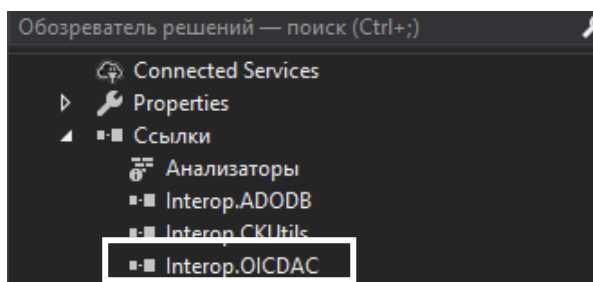 Обозреватель решений — поиск (Ctrl+;)
Connected Services
Properties
Ссылки
Анализаторы
Interop.ADODB
Interop.CKUtils
Interop.OICDAC